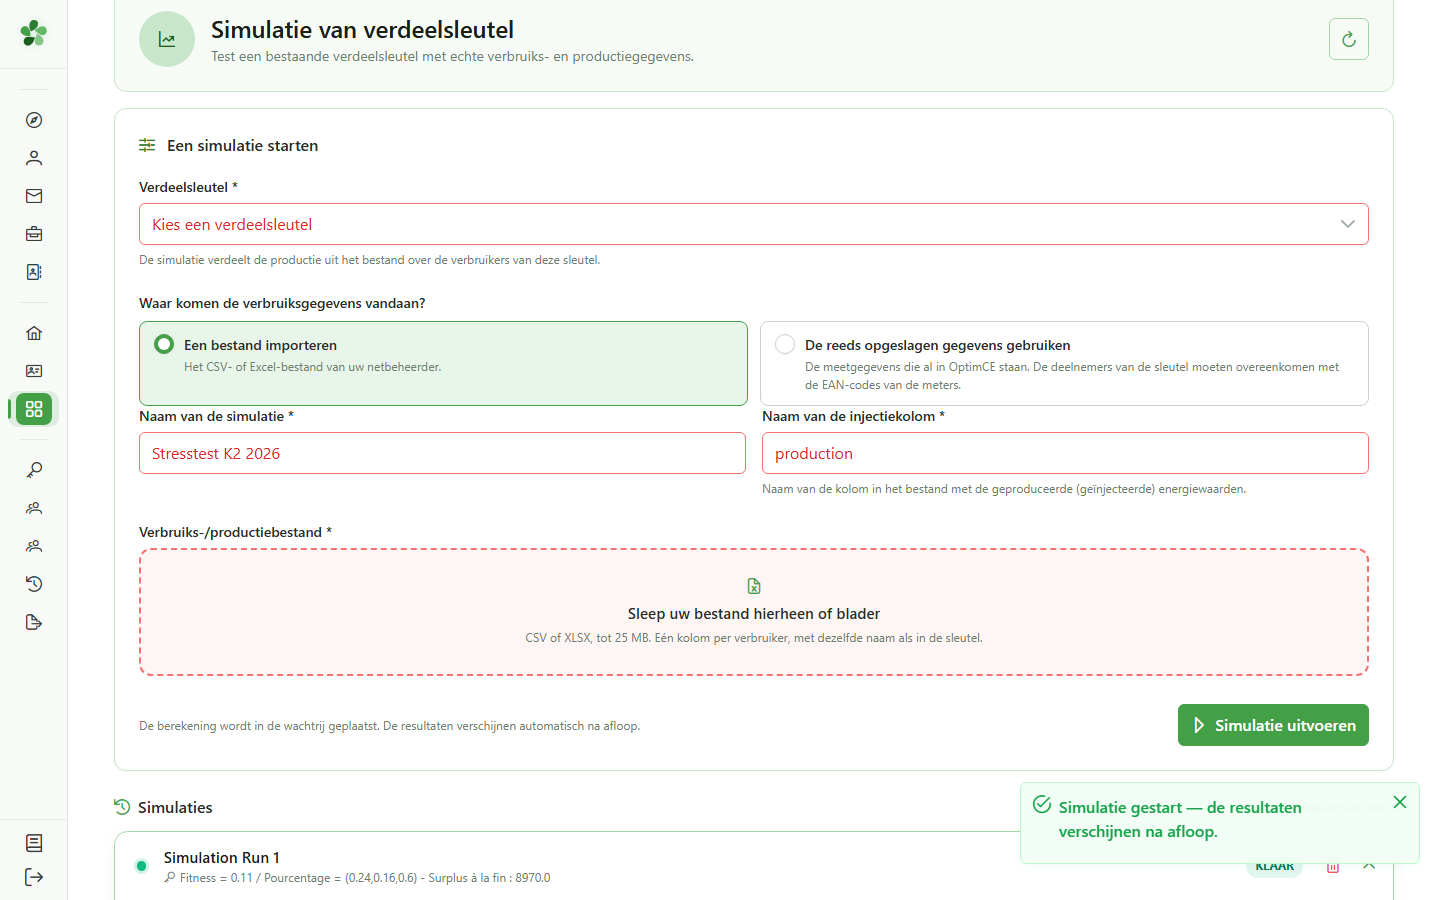 Simulatie van verdeelsleutel
Test een bestaande verdeelsleutel met echte verbruiks- en productiegegevens.
Een simulatie starten
Verdeelsleutel *
Kies een verdeelsleutel
De simulatie verdeelt de productie uit het bestand over de verbruikers van deze sleutel.
Waar komen de verbruiksgegevens vandaan?
Een bestand importeren
Het CSV- of Excel-bestand van uw netbeheerder.
De reeds opgeslagen gegevens gebruiken
De meetgegevens die al in OptimCE staan. De deelnemers van de sleutel moeten overeenkomen met
de EAN-codes van de meters.
Naam van de simulatie *
Stresstest K2 2026
Naam van de injectiekolom *
production
Naam van de kolom in het bestand met de geproduceerde (geïnjecteerde) energiewaarden.
Verbruiks-/productiebestand *
Sleep uw bestand hierheen of blader
CSV of XLSX, tot 25 MB. Eén kolom per verbruiker, met dezelfde naam als in de sleutel.
De berekening wordt in de wachtrij geplaatst. De resultaten verschijnen automatisch na afloop.
Simulatie uitvoeren
Simulaties
Simulatie gestart — de resultaten
verschijnen na afloop.
Simulation Run 1
Fitness = 0.11 / Pourcentage = (0.24,0.16,0.6) - Surplus à la fin : 8970.0
KLAAR